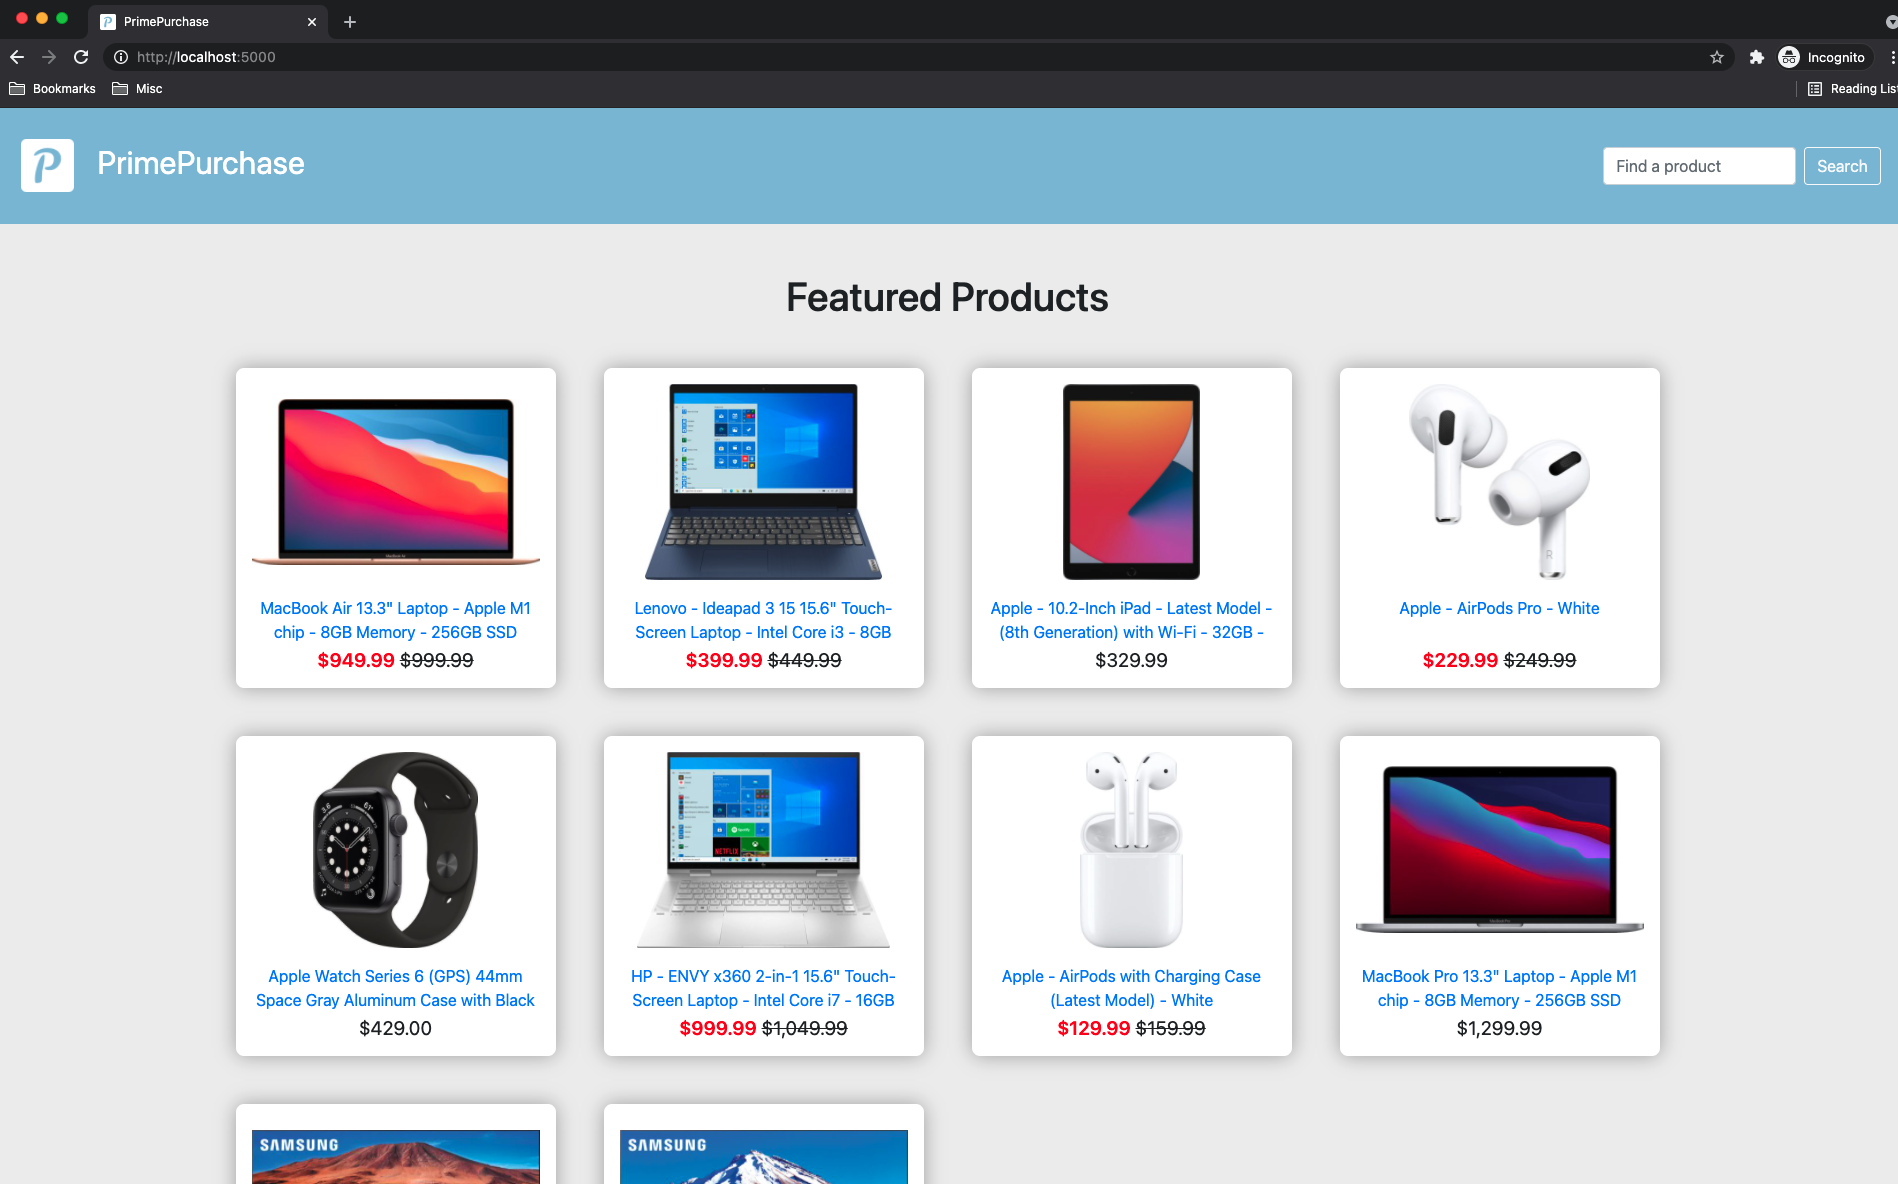 PrimePurchase
http://localhost:5000
Incognito
Bookmarks
Misc
Reading List
P
PrimePurchase
Find a product
Search
Featured Products
MacBook Air 13.3" Laptop - Apple M1
chip - 8GB Memory - 256GB SSD
$949.99 $999.99
Lenovo - Ideapad 3 15 15.6" Touch-
Screen Laptop - Intel Core i3 - 8GB
$399.99 $449.99
Apple - 10.2-Inch iPad - Latest Model -
(8th Generation) with Wi-Fi - 32GB -
$329.99
Apple - AirPods Pro - White
$229.99 $249.99
Apple Watch Series 6 (GPS) 44mm
Space Gray Aluminum Case with Black
$429.00
NETFLIX
HP - ENVY x360 2-in-1 15.6" Touch-
Screen Laptop - Intel Core i7 - 16GB
$999.99 $1,049.99
Apple - AirPods with Charging Case
(Latest Model) - White
$129.99 $159.99
MacBook Pro 13.3" Laptop - Apple M1
chip - 8GB Memory - 256GB SSD
$1,299.99
SAMSUNG
SAMSUNG